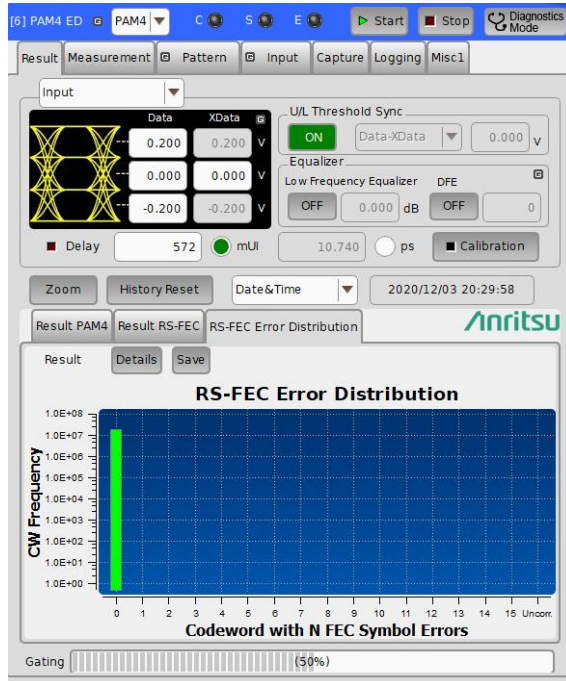 [6] PAM4 ED G PAM4 C S E Start Stop Diagnostics Mode
Result Measurement G Pattern G Input Capture Logging Misc1
Input
Data XData G
0.200 0.200 V
0.000 0.000 V
-0.200 -0.200 V
U/L Threshold Sync
ON Data-XData 0.000 V
Equalizer G
Low Frequency Equalizer DFE
OFF 0.000 dB OFF 0
Delay 572 mUI 10.740 ps Calibration
Zoom History Reset Date&Time 2020/12/03 20:29:58
Result PAM4 Result RS-FEC RS-FEC Error Distribution Anritsu
Result Details Save
RS-FEC Error Distribution
CW Frequency
1.0E+08
1.0E+07
1.0E+06
1.0E+05
1.0E+04
1.0E+03
1.0E+02
1.0E+01
1.0E+00
0 1 2 3 4 5 6 7 8 9 10 11 12 13 14 15 Uncorr.
Codeword with N FEC Symbol Errors
Gating (50%)